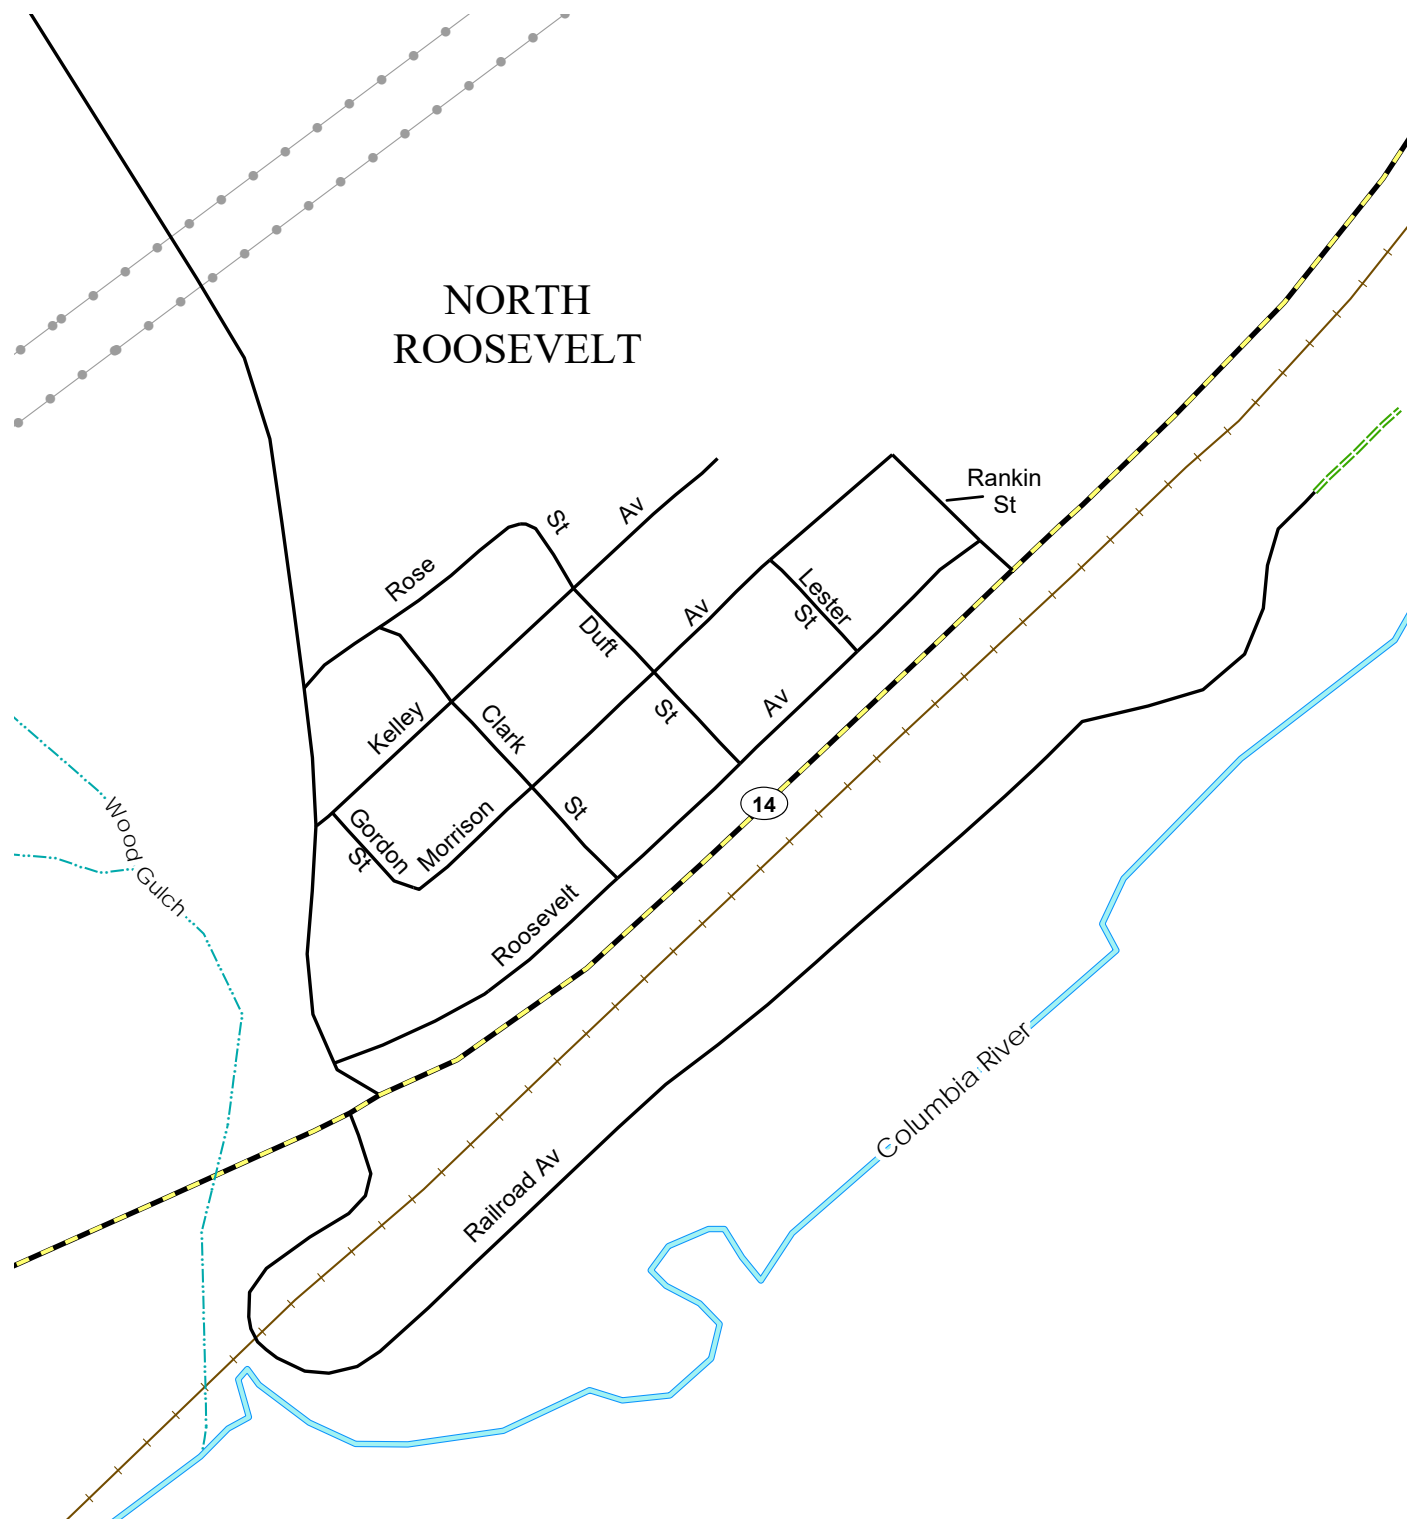 NORTH
ROOSEVELT
Rankin
St
St
Av
Rose
Lester
St
Av
Duft
St
Av
Kelley
Clark
St
14
Gordon
St
Morrison
Wood Gulch
Roosevelt
Columbia River
Railroad Av